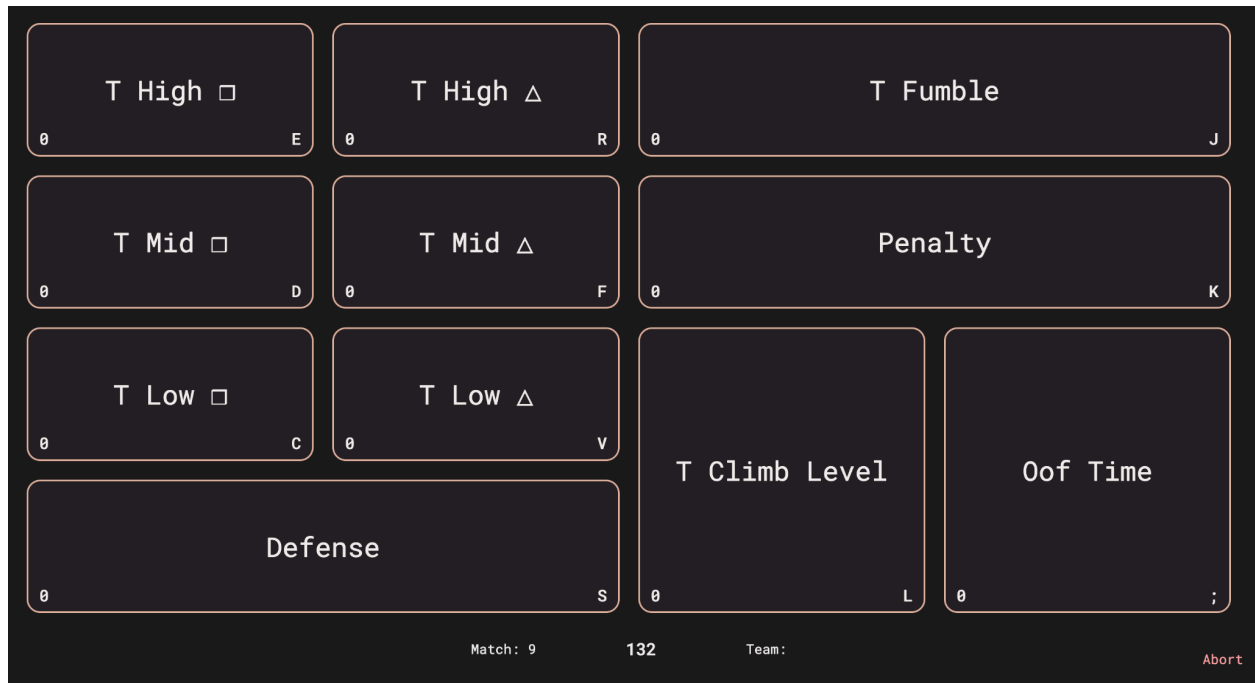 T High ❒ T High △ T Fumble
0 E 0 R 0 J
T Mid ❒ T Mid △ Penalty
0 D 0 F 0 K
T Low ❒ T Low △
0 C 0 V
T Climb Level Oof Time
Defense
0 S 0 L 0 ;
Match: 9 132 Team:
Abort